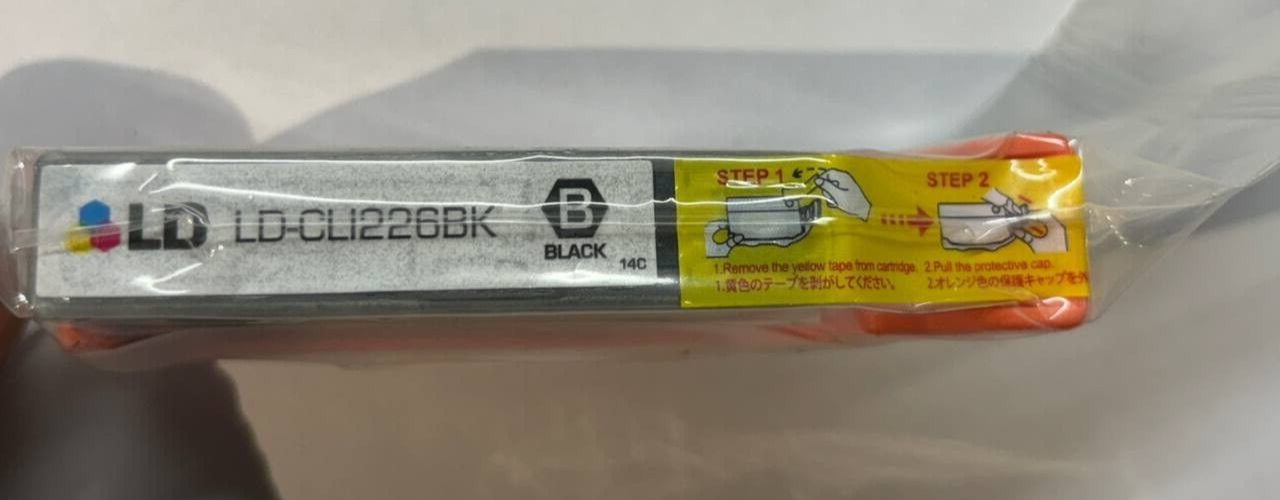 LD LD-CLI226BK
B
BLACK
14C
STEP 1
STEP 2
1.Remove the yellow tape from cartridge.
2.Pull the protective cap.
1.黄色のテープを剥がしてください。
2.オレンジ色の保護キャップを